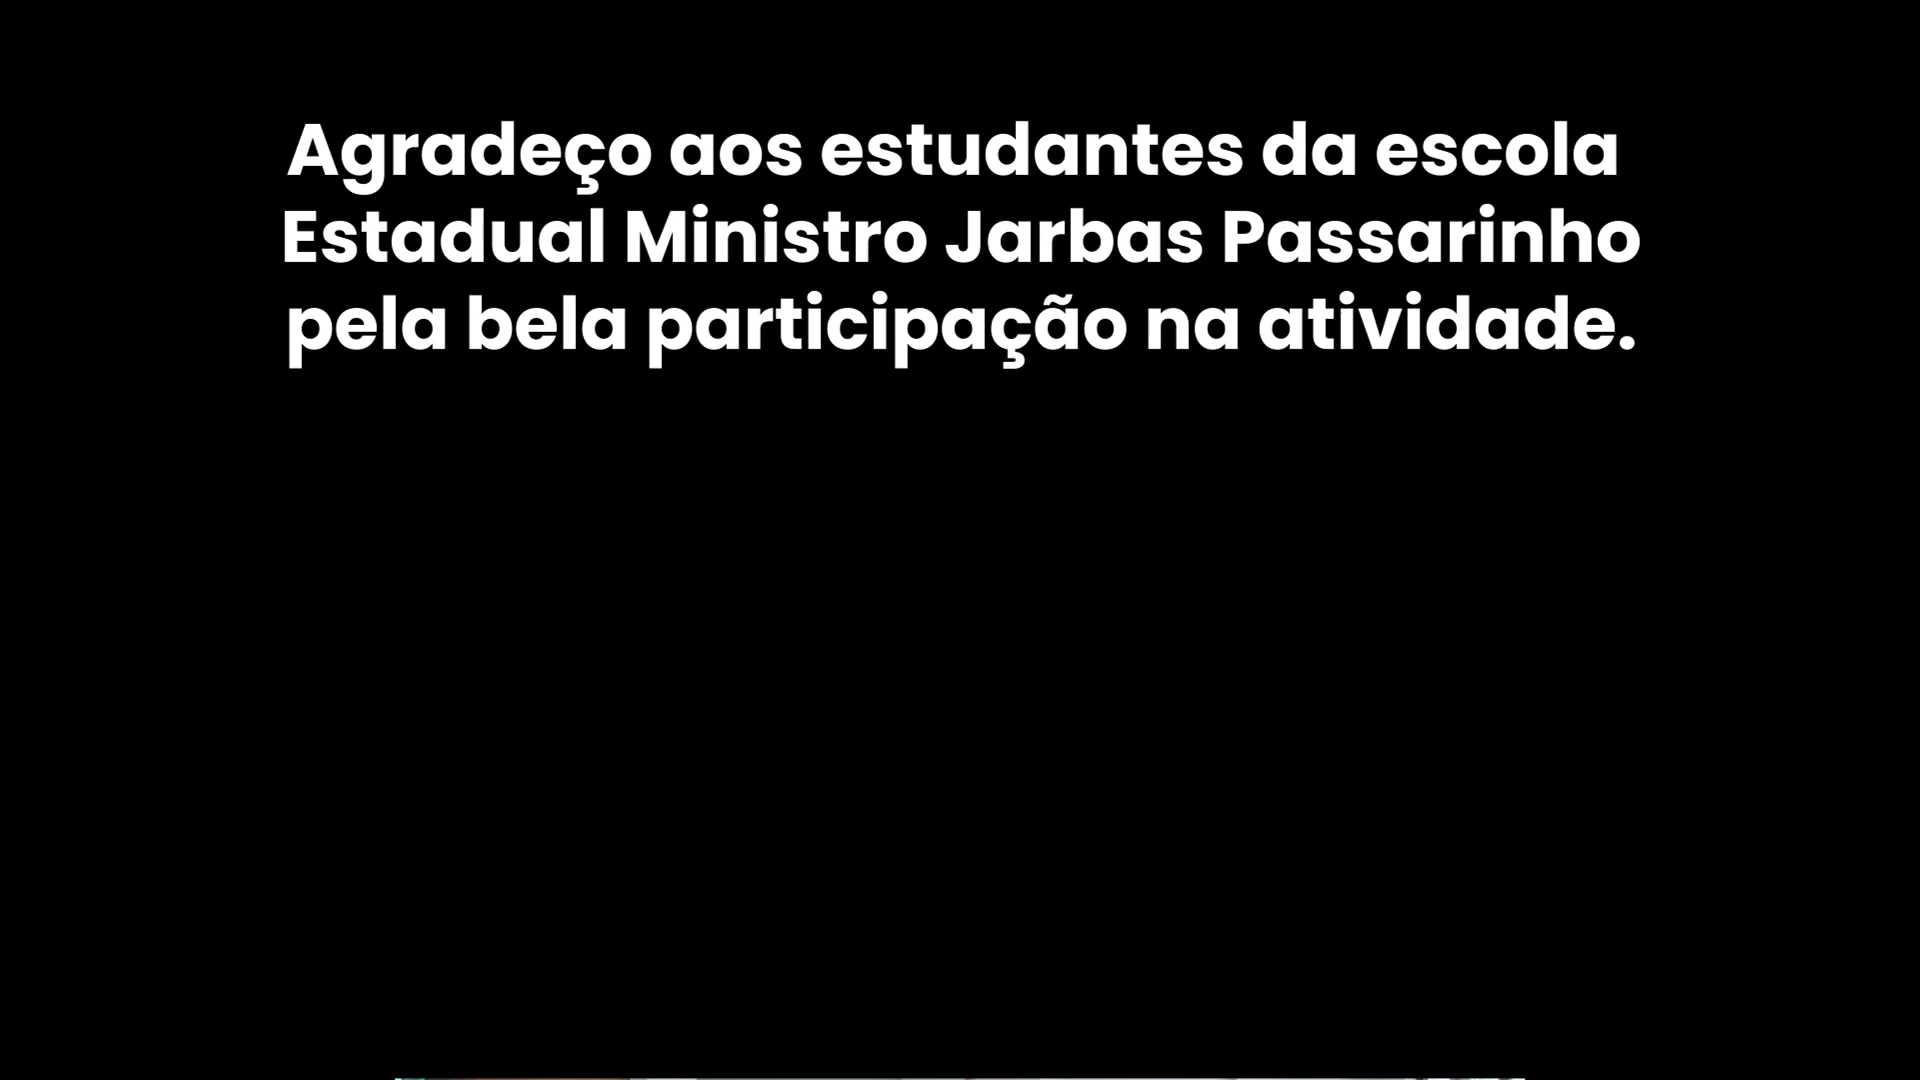 Agradeço aos estudantes da escola
Estadual Ministro Jarbas Passarinho
pela bela participação na atividade.